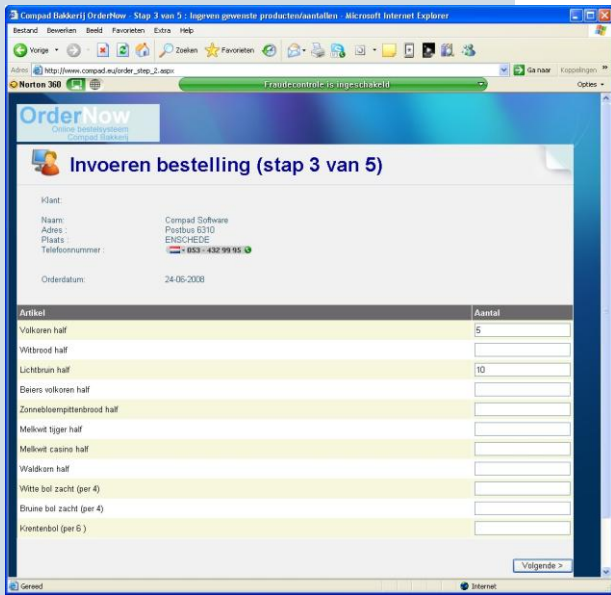 Compad Bakkerij OrderNow - Stap 3 van 5 : Ingeven gewenste producten/aantallen - Microsoft Internet Explorer
Bestand Bewerken Beeld Favorieten Extra Help
Vorige Zoeken Favorieten
Adres http://www.compad.eu/order_step_2.aspx Ga naar Koppelingen »
Norton 360 Fraudecontrole is ingeschakeld Opties
OrderNow
Online bestelsysteem
Compad Bakkerij
Invoeren bestelling (stap 3 van 5)
Klant:
Naam: Compad Software
Adres : Postbus 6310
Plaats : ENSCHEDE
Telefoonnummer : 053 - 432 99 95
Orderdatum: 24-06-2008
Artikel Aantal
Volkoren half 5
Witbrood half
Lichtbruin half 10
Beiers volkoren half
Zonnebloempittenbrood half
Melkwit tijger half
Melkwit casino half
Waldkorn half
Witte bol zacht (per 4)
Bruine bol zacht (per 4)
Krentenbol (per 6 )
Volgende >
Gereed Internet